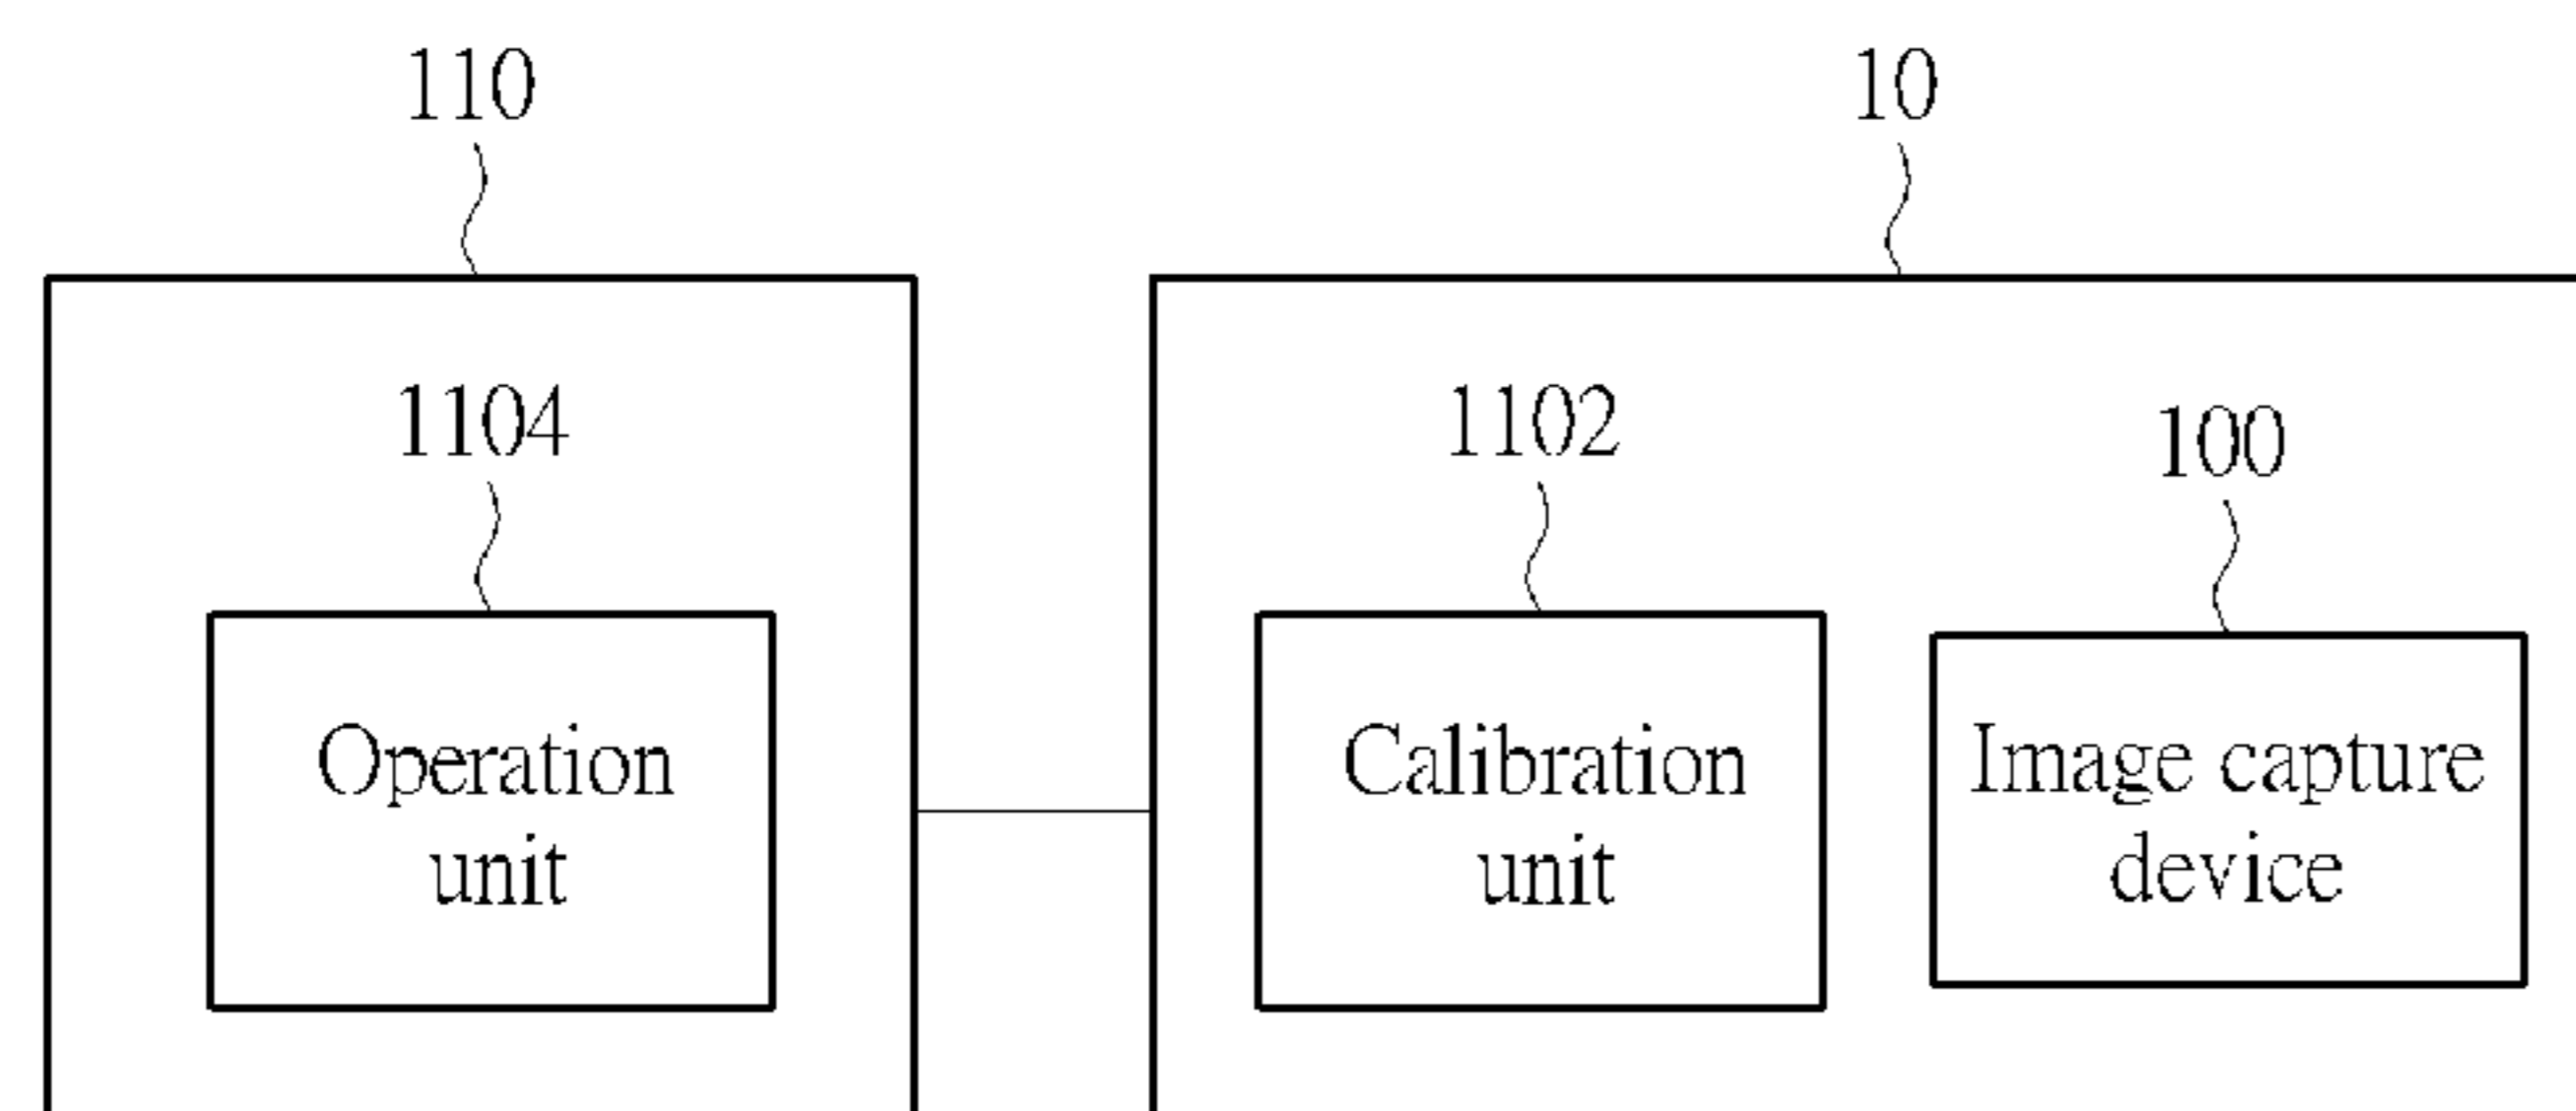 110
10
1104
1102
100
Operation
unit
Calibration
unit
Image capture
device